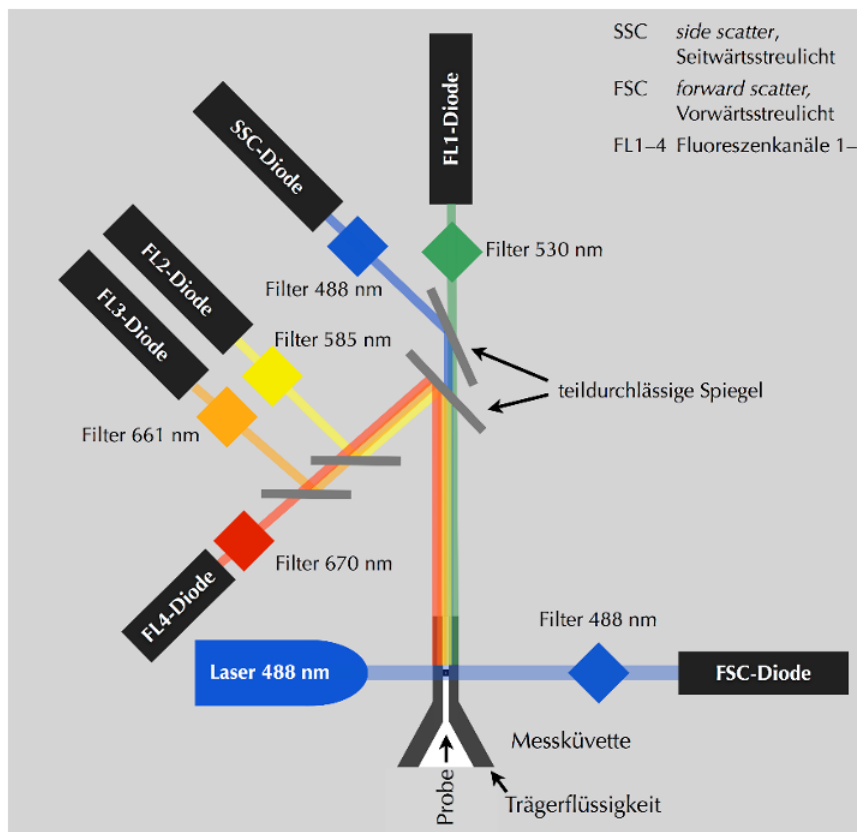 SSC side scatter,
Seitwärtsstreulicht
FSC forward scatter,
Vorwärtsstreulicht
FL1–4 Fluoreszenkanäle 1–
FL1-Diode
SSC-Diode
Filter 530 nm
FL2-Diode
Filter 488 nm
FL3-Diode
Filter 585 nm
teildurchlässige Spiegel
Filter 661 nm
Filter 670 nm
FL4-Diode
Filter 488 nm
Laser 488 nm
FSC-Diode
Messküvette
Probe
Trägerflüssigkeit